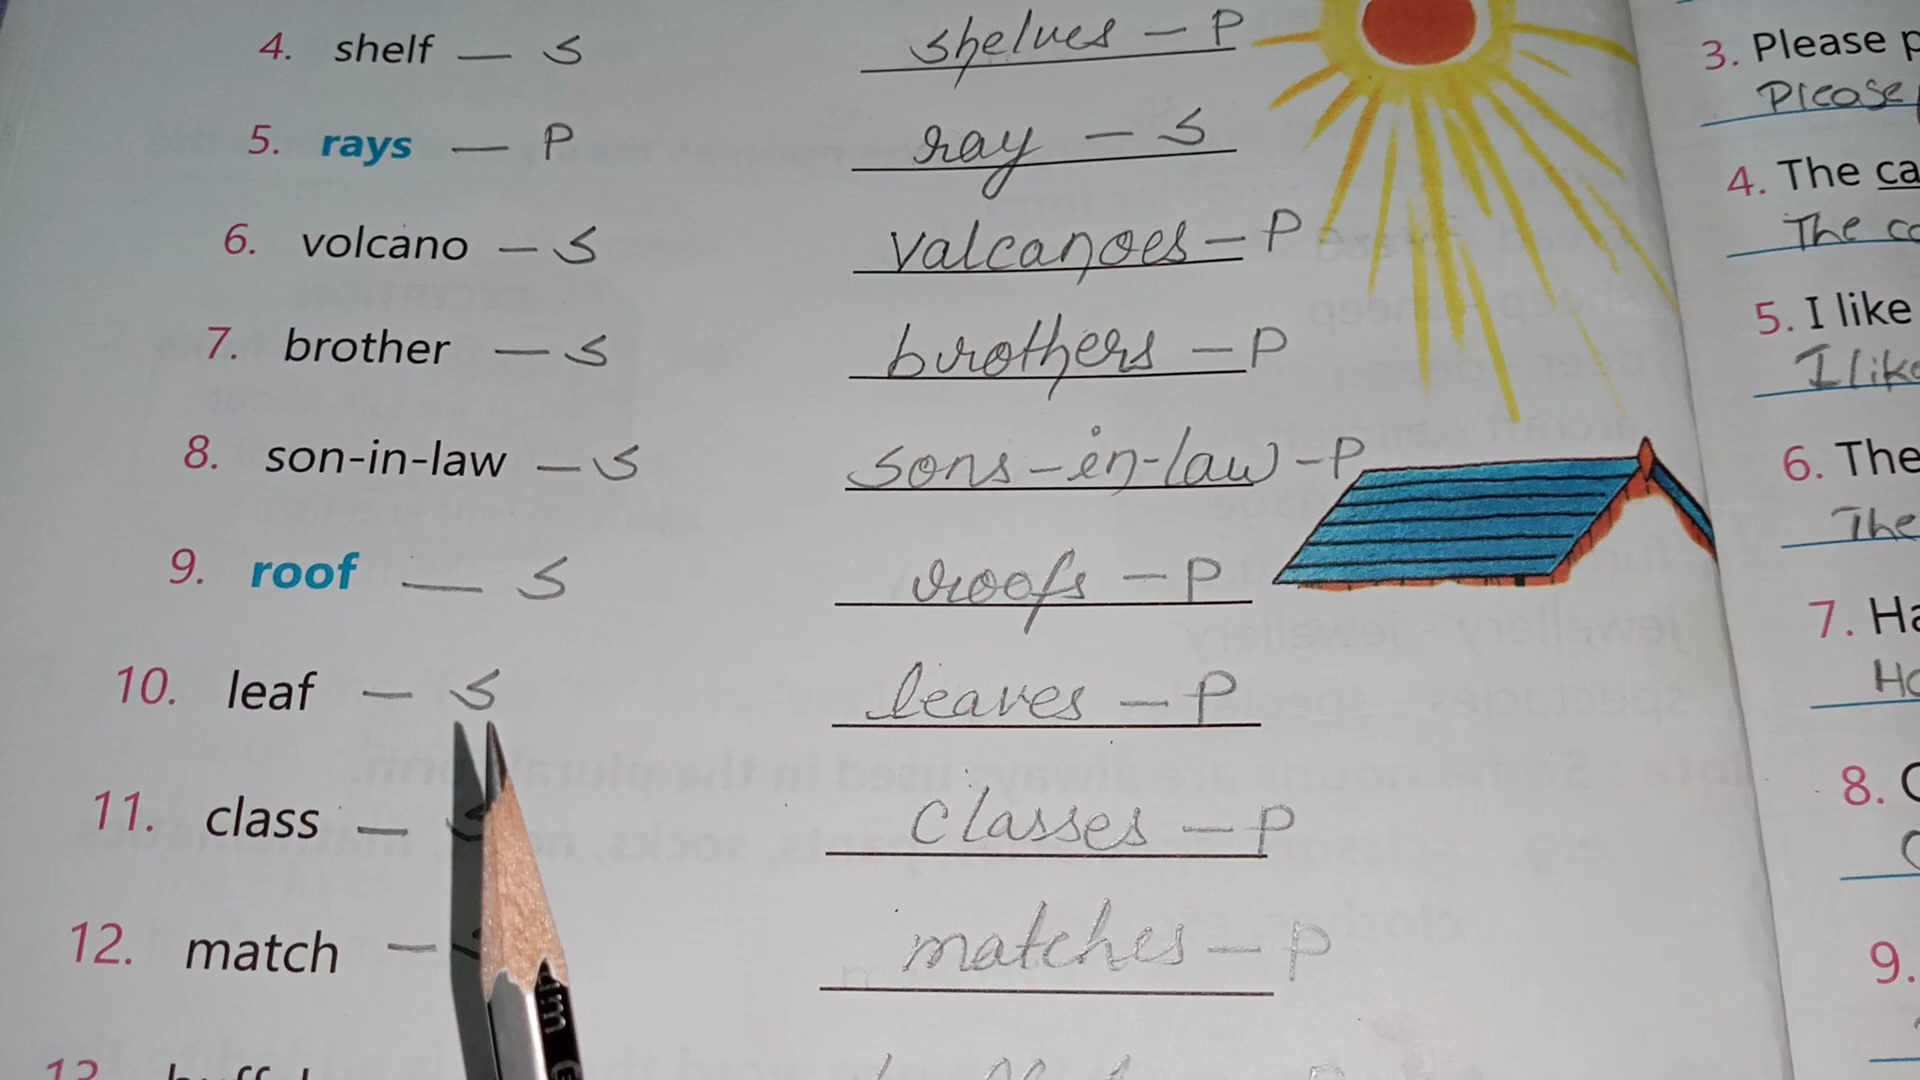 4. shelf — S shelves – P
5. rays — P ray – S
6. volcano – S valcanoes – P
7. brother – S brothers – P
8. son-in-law – S sons-in-law – P
9. roof — S roofs – P
10. leaf – S leaves – P
11. class – S classes – P
12. match – matches – P
13.
3. Please
Please
4. The
The
5. I like
I like
6. The
The
7.
8.
9.